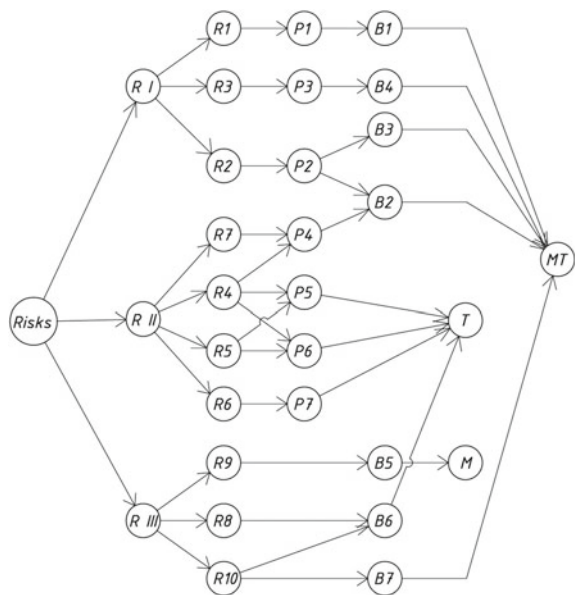 R1 P1 B1
R I R3 P3 B4
B3
R2 P2
B2
R7 P4
MT
R4 P5
Risks R II T
R5 P6
R6 P7
R9 B5 M
R III R8 B6
R10 B7